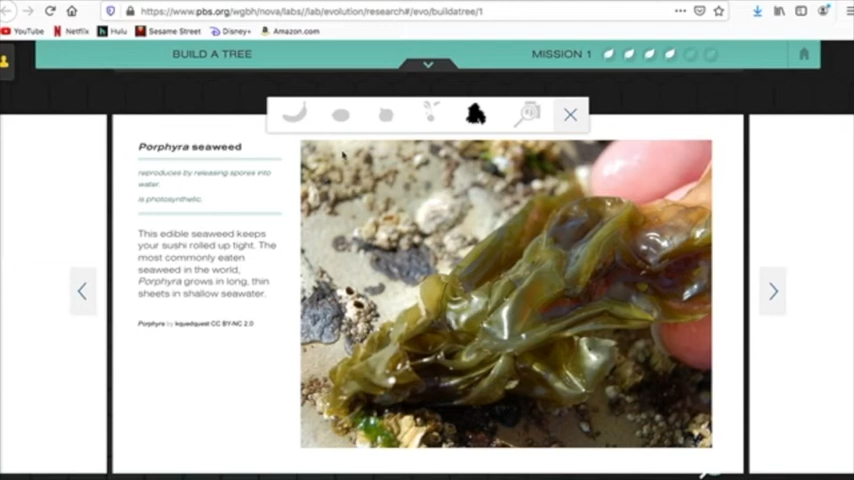 https://www.pbs.org/wgbh/nova/labs//lab/evolution/research#/evo/buildatree/1
YouTube Netflix Hulu Sesame Street Disney+ Amazon.com
BUILD A TREE MISSION 1
Porphyra seaweed
reproduces by releasing spores into
water.
is photosynthetic.
This edible seaweed keeps
your sushi rolled up tight. The
most commonly eaten
seaweed in the world,
Porphyra grows in long, thin
sheets in shallow seawater.
Porphyra by kquedquest CC BY-NC 2.0